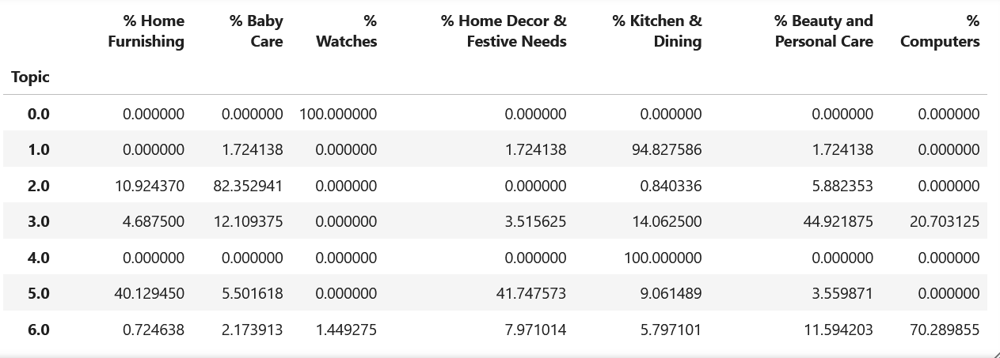 % Home % Baby % % Home Decor & % Kitchen & % Beauty and %
Furnishing Care Watches Festive Needs Dining Personal Care Computers
Topic
0.0 0.000000 0.000000 100.000000 0.000000 0.000000 0.000000 0.000000
1.0 0.000000 1.724138 0.000000 1.724138 94.827586 1.724138 0.000000
2.0 10.924370 82.352941 0.000000 0.000000 0.840336 5.882353 0.000000
3.0 4.687500 12.109375 0.000000 3.515625 14.062500 44.921875 20.703125
4.0 0.000000 0.000000 0.000000 0.000000 100.000000 0.000000 0.000000
5.0 40.129450 5.501618 0.000000 41.747573 9.061489 3.559871 0.000000
6.0 0.724638 2.173913 1.449275 7.971014 5.797101 11.594203 70.289855